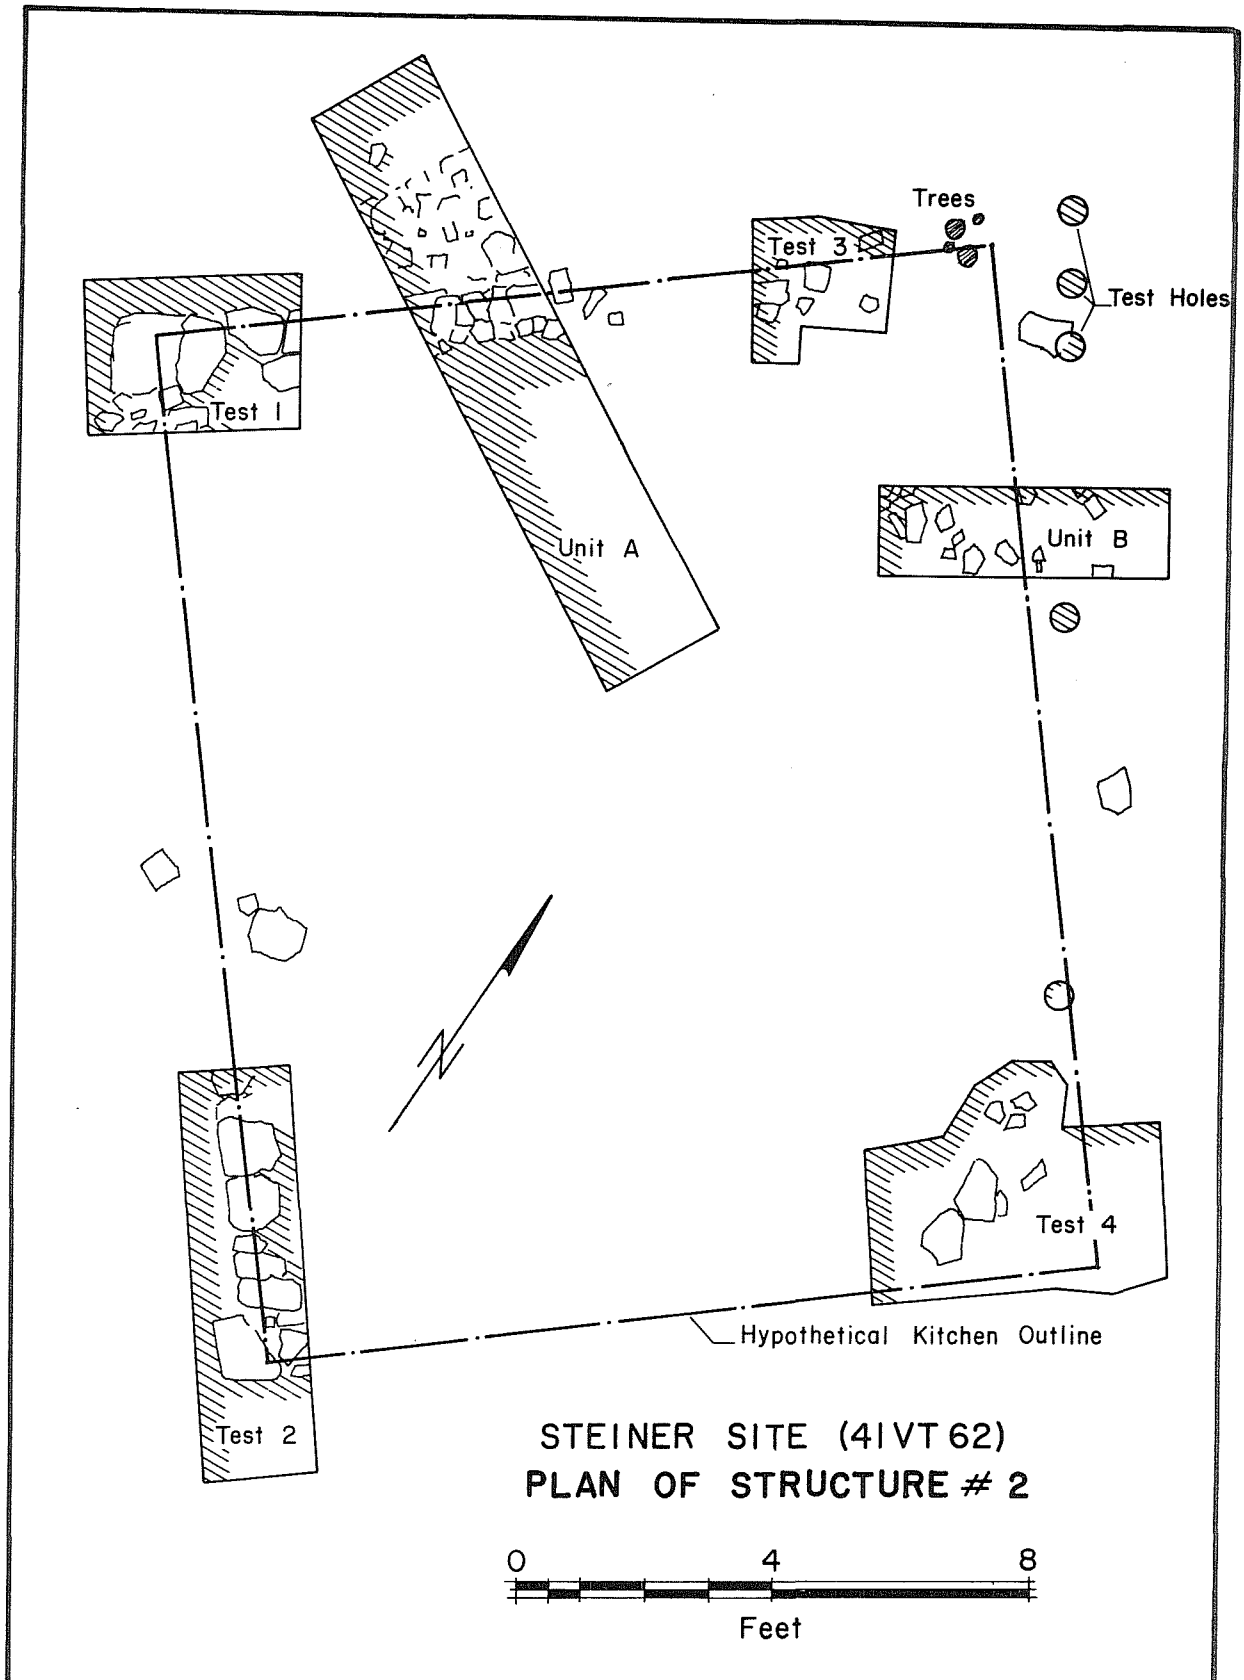 Trees
Test 3
Test Holes
Test 1
Unit A
Unit B
N
Test 4
Hypothetical Kitchen Outline
Test 2
STEINER SITE (41VT62)
PLAN OF STRUCTURE # 2
0 4 8
Feet